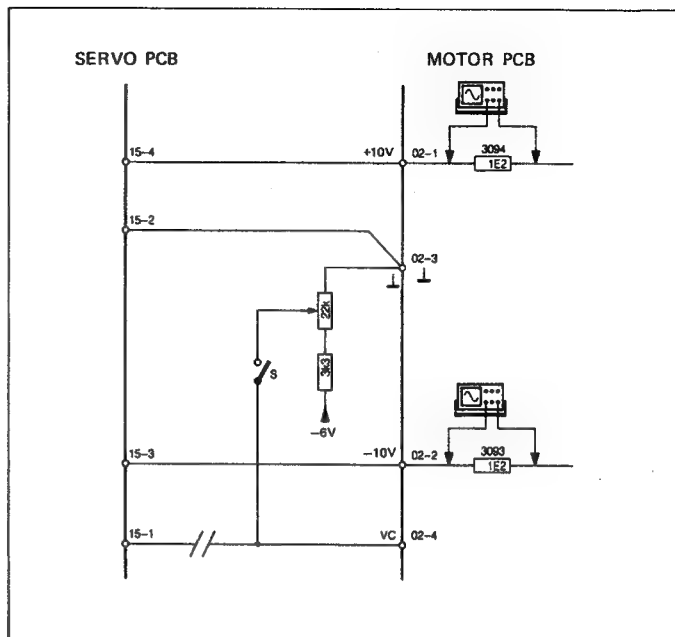 SERVO PCB
MOTOR PCB
15-4
+10V
02-1
3094
1E2
15-2
02-3
22k
3k3
S
-6V
15-3
-10V
02-2
3093
1E2
15-1
VC
02-4